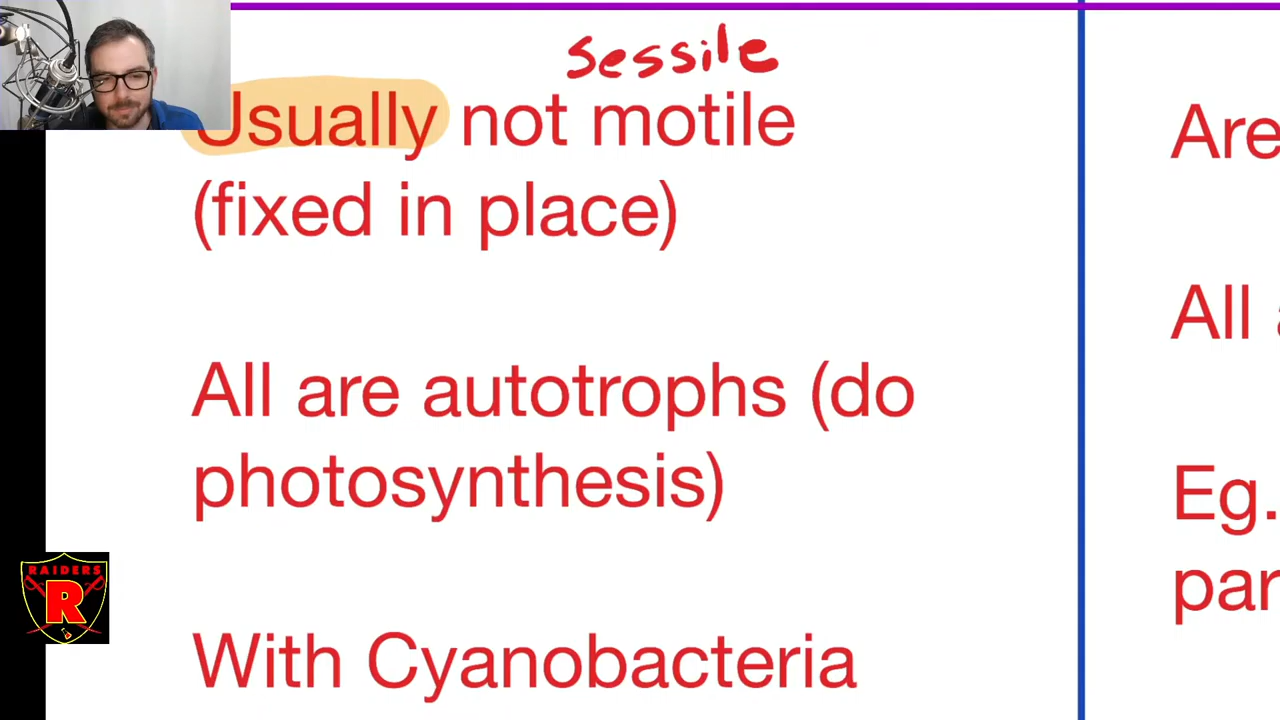 sessile
Usually not motile
(fixed in place)
All are autotrophs (do
photosynthesis)
With Cyanobacteria
Are
All
Eg.
par
RAIDERS
R